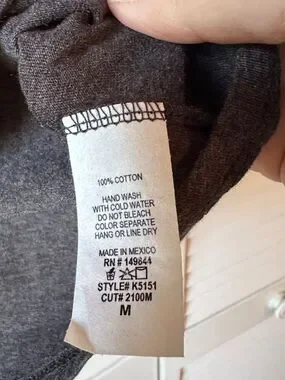 100% COTTON
HAND WASH
WITH COLD WATER
DO NOT BLEACH
COLOR SEPARATE
HANG OR LINE DRY
MADE IN MEXICO
RN # 149844
STYLE# K5151
CUT# 2100M
M